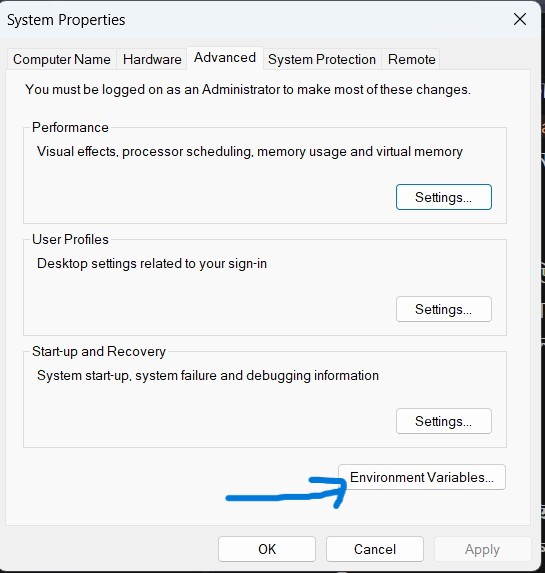 System Properties
Computer Name Hardware Advanced System Protection Remote
You must be logged on as an Administrator to make most of these changes.
Performance
Visual effects, processor scheduling, memory usage and virtual memory
Settings...
User Profiles
Desktop settings related to your sign-in
Settings...
Start-up and Recovery
System start-up, system failure and debugging information
Settings...
Environment Variables...
OK Cancel Apply